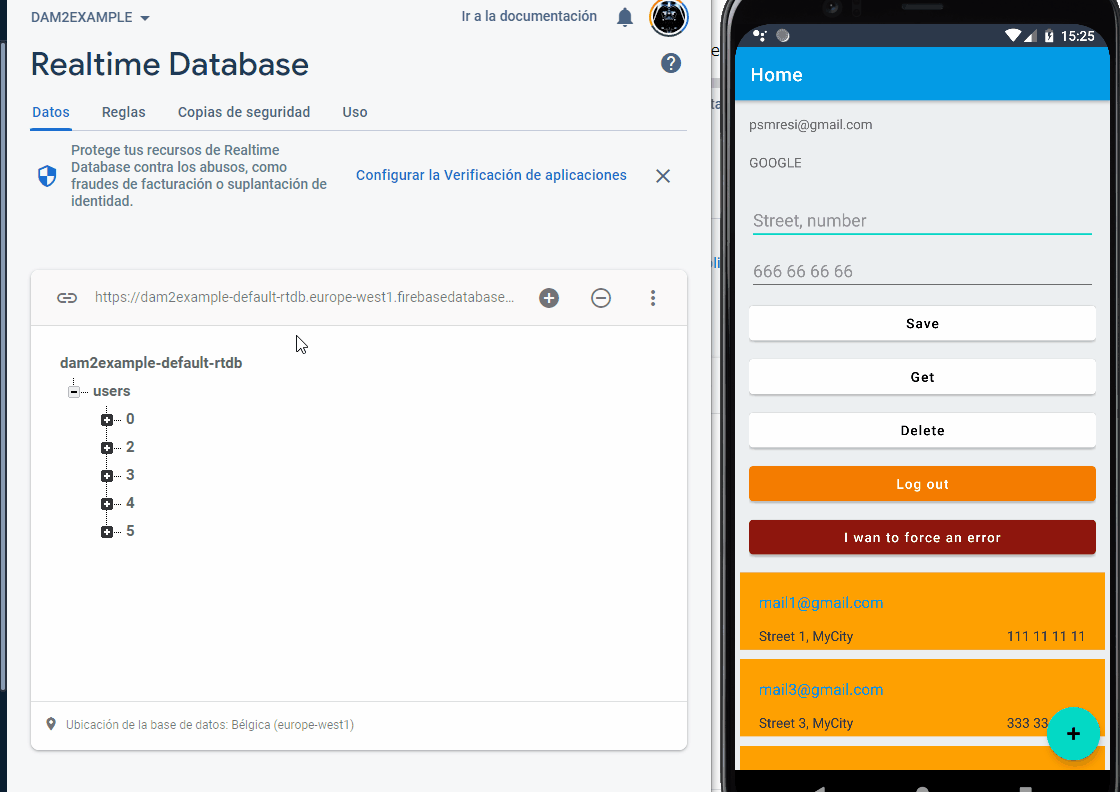 DAM2EXAMPLE
Ir a la documentación
Realtime Database
Datos
Reglas
Copias de seguridad
Uso
Protege tus recursos de Realtime
Database contra los abusos, como
fraudes de facturación o suplantación de
identidad.
Configurar la Verificación de aplicaciones
https://dam2example-default-rtdb.europe-west1.firebasedatabase...
dam2example-default-rtdb
users
0
2
3
4
5
Ubicación de la base de datos: Bélgica (europe-west1)
15:25
Home
psmresi@gmail.com
GOOGLE
Street, number
666 66 66 66
Save
Get
Delete
Log out
I wan to force an error
mail1@gmail.com
Street 1, MyCity
111 11 11 11
mail3@gmail.com
Street 3, MyCity
333 33